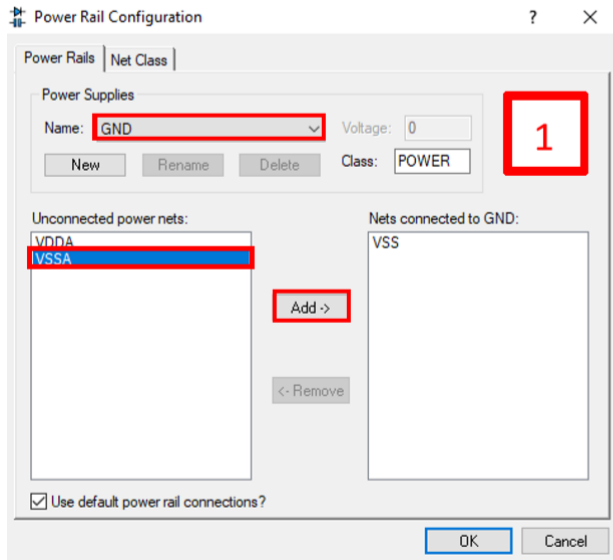 Power Rail Configuration ? ×
Power Rails Net Class
Power Supplies
Name: GND Voltage: 0
1
New Rename Delete Class: POWER
Unconnected power nets: Nets connected to GND:
VDDA VSS
VSSA
Add ->
<- Remove
Use default power rail connections?
OK Cancel